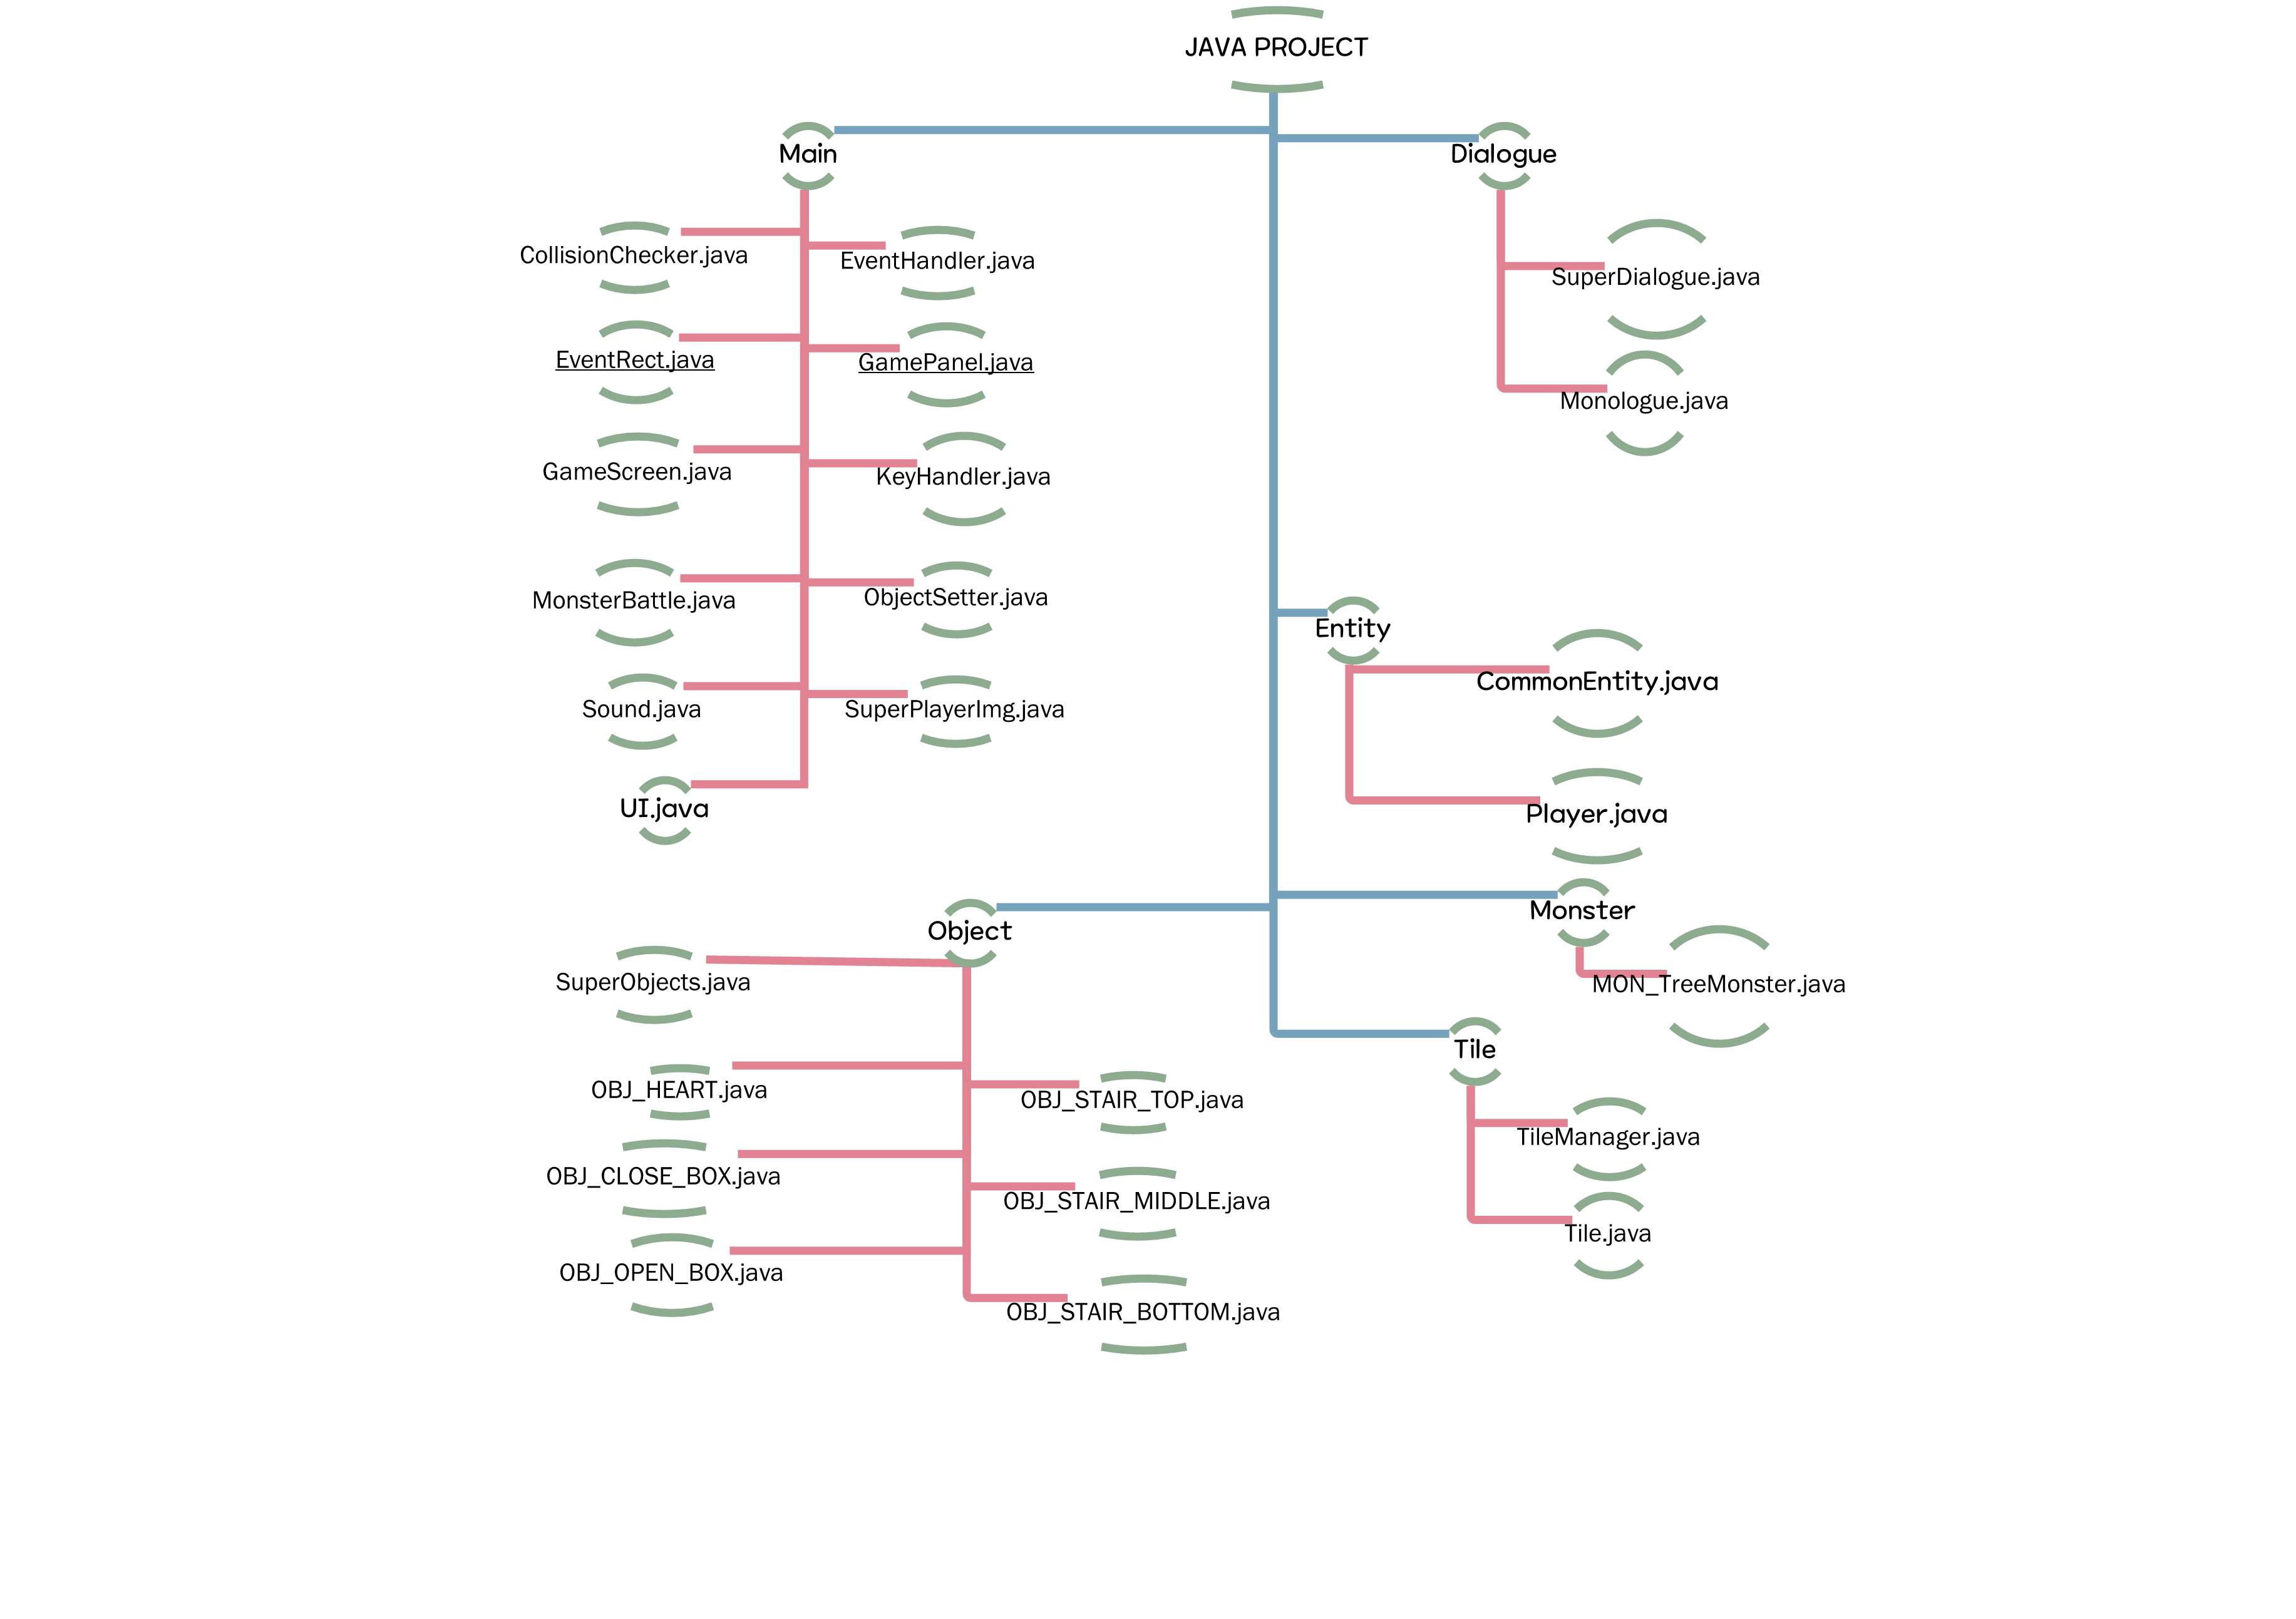 JAVA PROJECT
Main
Dialogue
CollisionChecker.java
EventHandler.java
SuperDialogue.java
EventRect.java
GamePanel.java
Monologue.java
GameScreen.java
KeyHandler.java
MonsterBattle.java
ObjectSetter.java
Entity
CommonEntity.java
Sound.java
SuperPlayerImg.java
UI.java
Player.java
Object
Monster
SuperObjects.java
MON_TreeMonster.java
Tile
OBJ_HEART.java
OBJ_STAIR_TOP.java
TileManager.java
OBJ_CLOSE_BOX.java
OBJ_STAIR_MIDDLE.java
Tile.java
OBJ_OPEN_BOX.java
OBJ_STAIR_BOTTOM.java